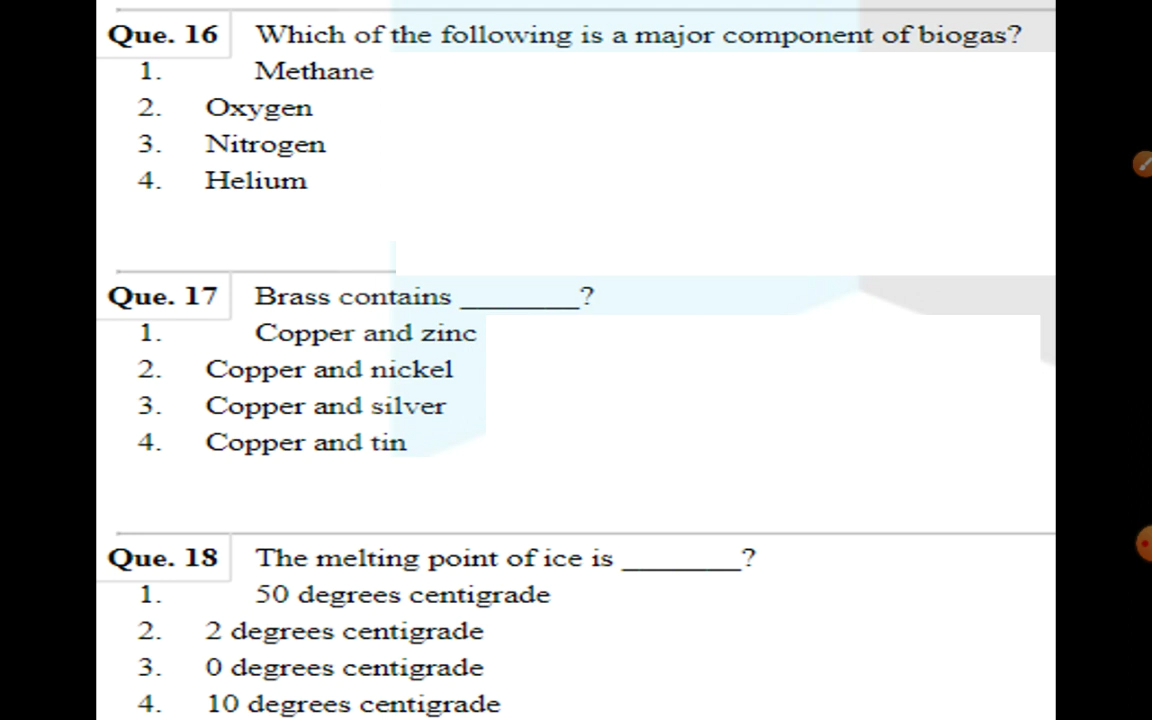 Que. 16 Which of the following is a major component of biogas?
1. Methane
2. Oxygen
3. Nitrogen
4. Helium
Que. 17 Brass contains ________?
1. Copper and zinc
2. Copper and nickel
3. Copper and silver
4. Copper and tin
Que. 18 The melting point of ice is ________?
1. 50 degrees centigrade
2. 2 degrees centigrade
3. 0 degrees centigrade
4. 10 degrees centigrade